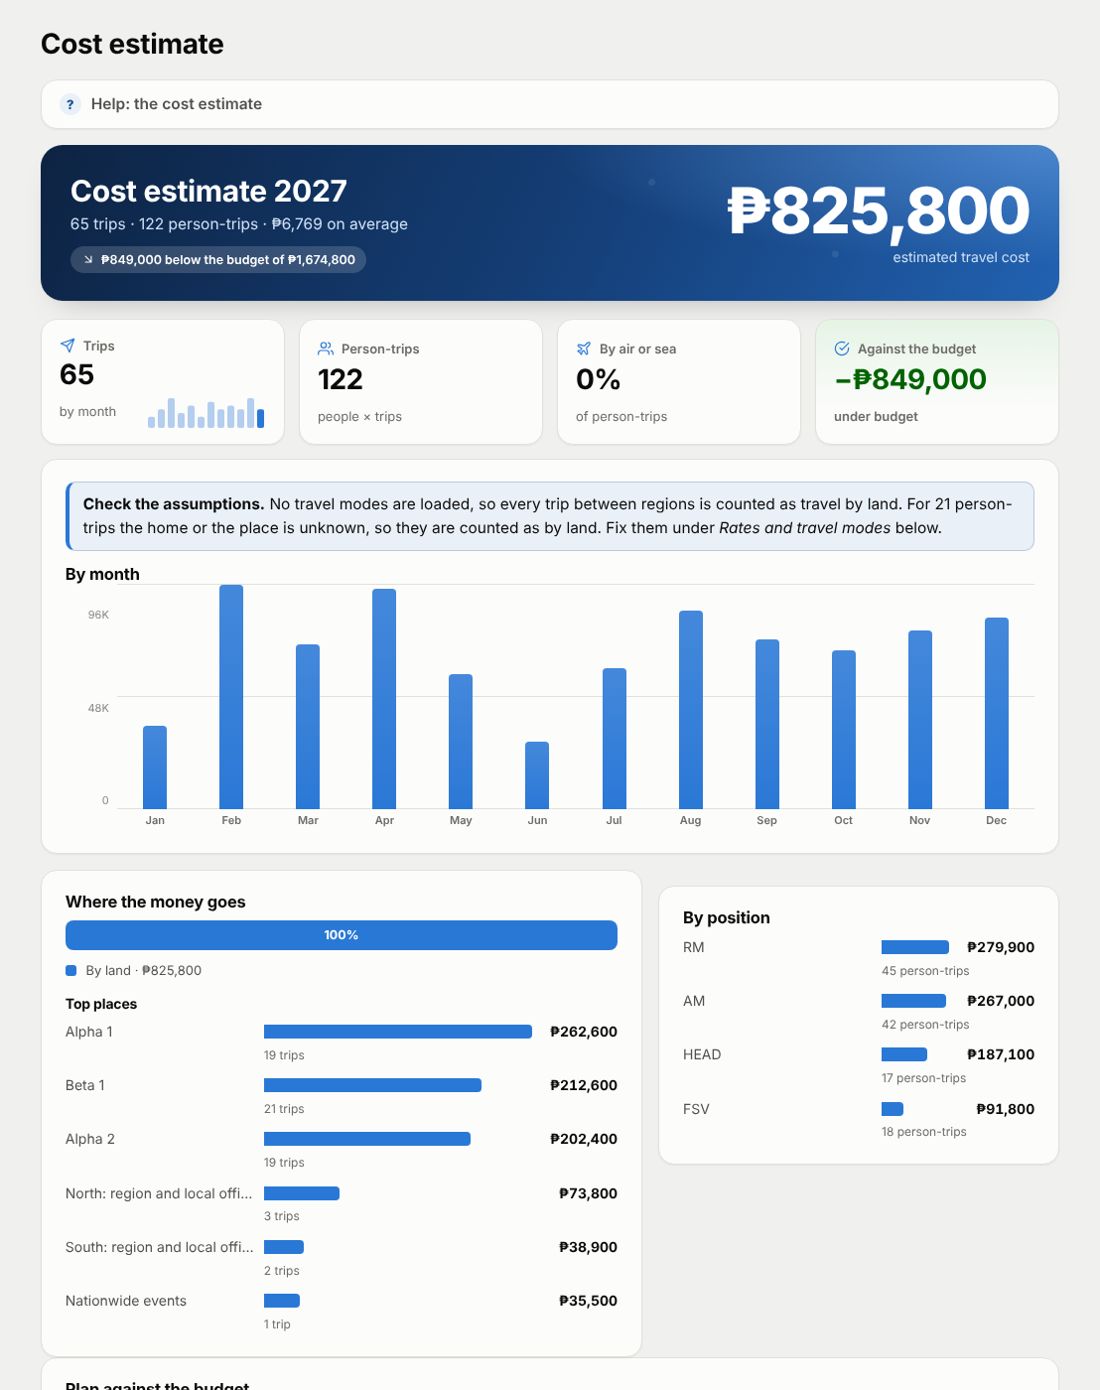 Cost estimate
? Help: the cost estimate
Cost estimate 2027
65 trips · 122 person-trips · ₱6,769 on average
₱849,000 below the budget of ₱1,674,800
₱825,800
estimated travel cost
Trips
65
by month
Person-trips
122
people × trips
By air or sea
0%
of person-trips
Against the budget
−₱849,000
under budget
Check the assumptions. No travel modes are loaded, so every trip between regions is counted as travel by land. For 21 person-
trips the home or the place is unknown, so they are counted as by land. Fix them under Rates and travel modes below.
By month
96K
48K
0
Jan Feb Mar Apr May Jun Jul Aug Sep Oct Nov Dec
Where the money goes
100%
By land · ₱825,800
Top places
Alpha 1 ₱262,600
19 trips
Beta 1 ₱212,600
21 trips
Alpha 2 ₱202,400
19 trips
North: region and local offi... ₱73,800
3 trips
South: region and local offi... ₱38,900
2 trips
Nationwide events ₱35,500
1 trip
By position
RM ₱279,900
45 person-trips
AM ₱267,000
42 person-trips
HEAD ₱187,100
17 person-trips
FSV ₱91,800
18 person-trips
Plan against the budget